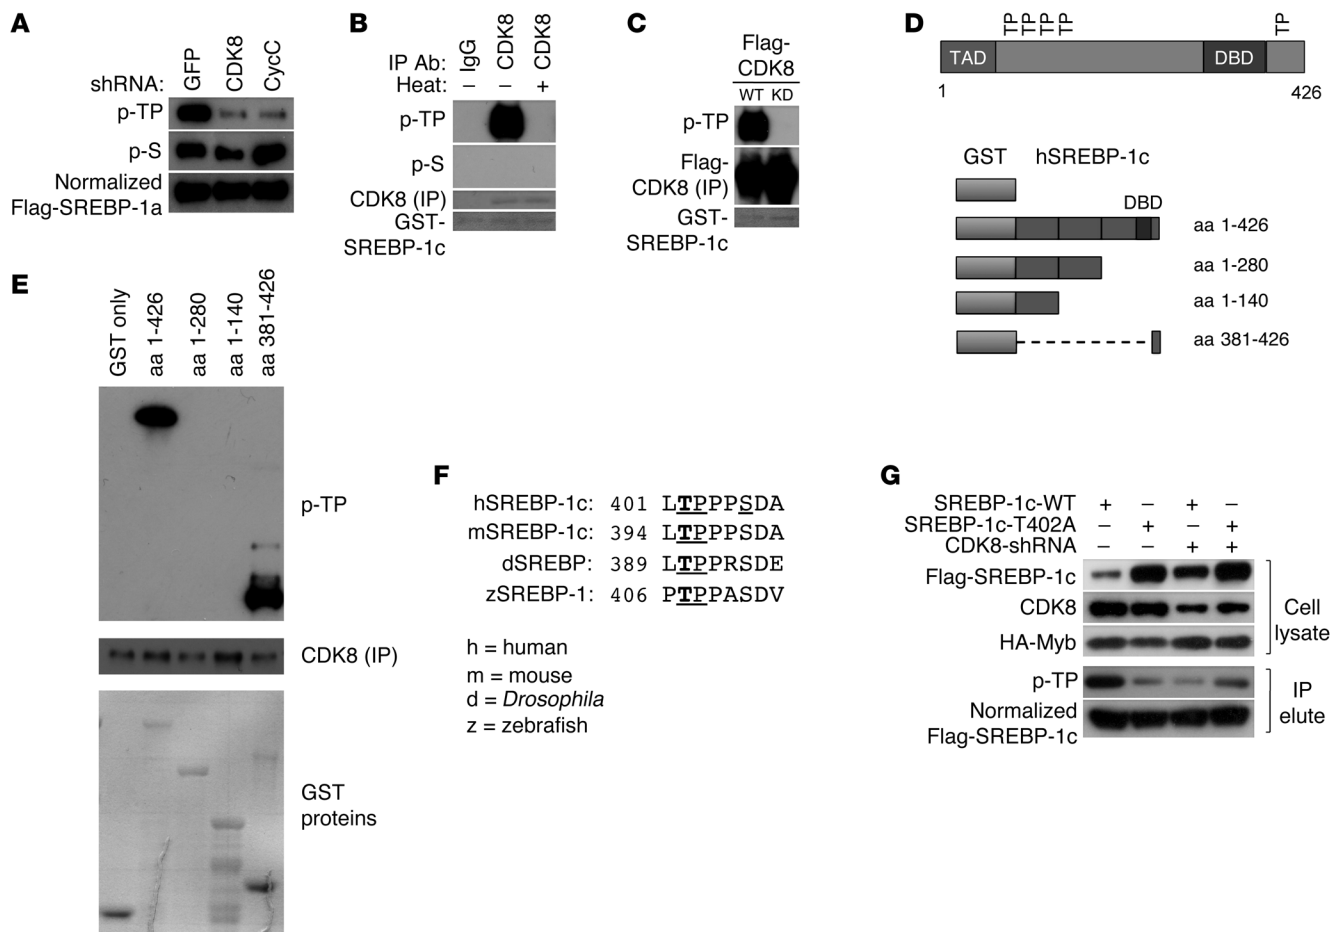 A
shRNA:
GFP
CDK8
CycC
p-TP
p-S
Normalized
Flag-SREBP-1a
B
IP Ab:
IgG
CDK8
CDK8
Heat: – – +
p-TP
p-S
CDK8 (IP)
GST-
SREBP-1c
C
Flag-
CDK8
WT KD
p-TP
Flag-
CDK8 (IP)
GST-
SREBP-1c
D
TP TP TP TP TP
TAD DBD
1 426
GST hSREBP-1c
DBD
aa 1-426
aa 1-280
aa 1-140
aa 381-426
E
GST only
aa 1-426
aa 1-280
aa 1-140
aa 381-426
p-TP
CDK8 (IP)
GST
proteins
F
hSREBP-1c: 401 LTPPPSDA
mSREBP-1c: 394 LTPPPSDA
dSREBP: 389 LTPPRSDE
zSREBP-1: 406 PTPPASDV
h = human
m = mouse
d = Drosophila
z = zebrafish
G
SREBP-1c-WT + – + –
SREBP-1c-T402A – + – +
CDK8-shRNA – – + +
Flag-SREBP-1c
CDK8
HA-Myb
Cell
lysate
p-TP
Normalized
Flag-SREBP-1c
IP
elute